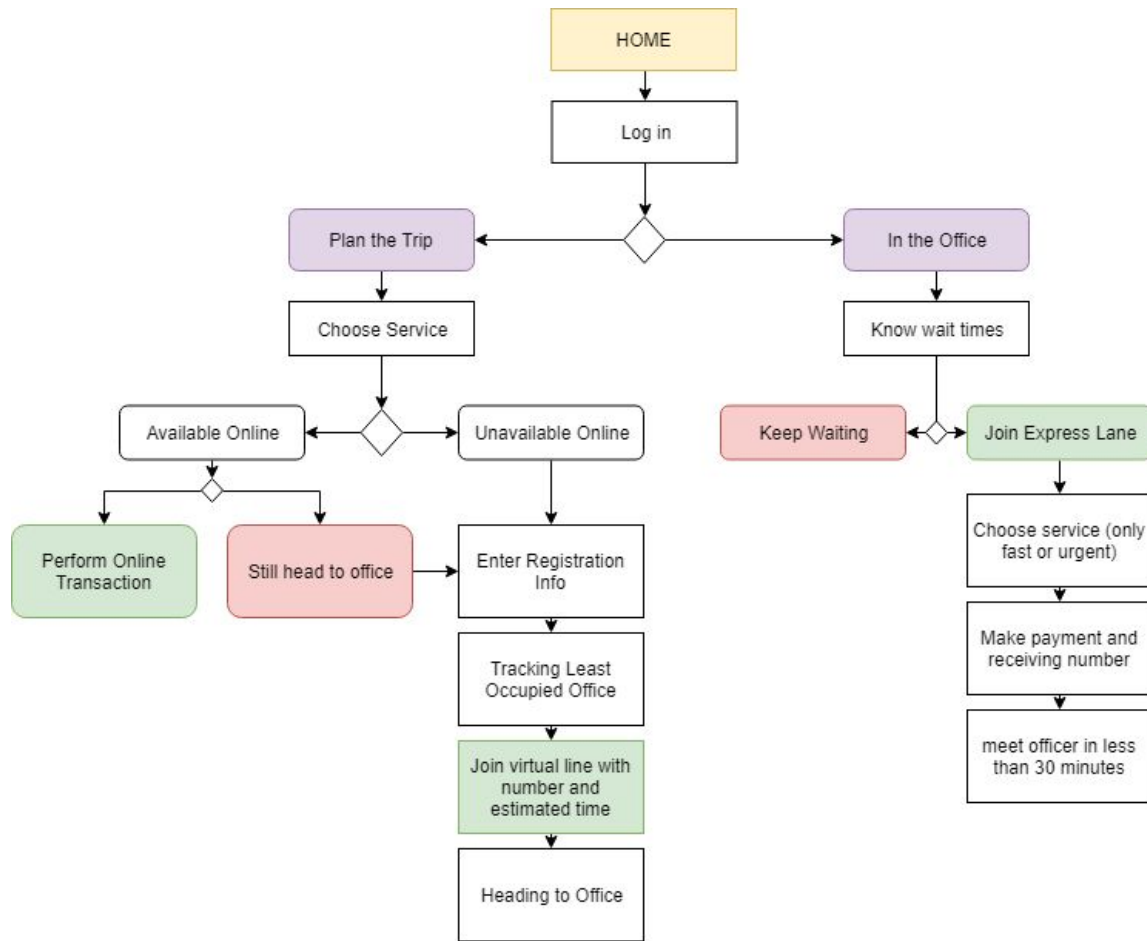 HOME
Log in
Plan the Trip
In the Office
Choose Service
Know wait times
Available Online
Unavailable Online
Keep Waiting
Join Express Lane
Perform Online
Transaction
Still head to office
Enter Registration
Info
Choose service (only
fast or urgent)
Tracking Least
Occupied Office
Make payment and
receiving number
Join virtual line with
number and
estimated time
meet officer in less
than 30 minutes
Heading to Office